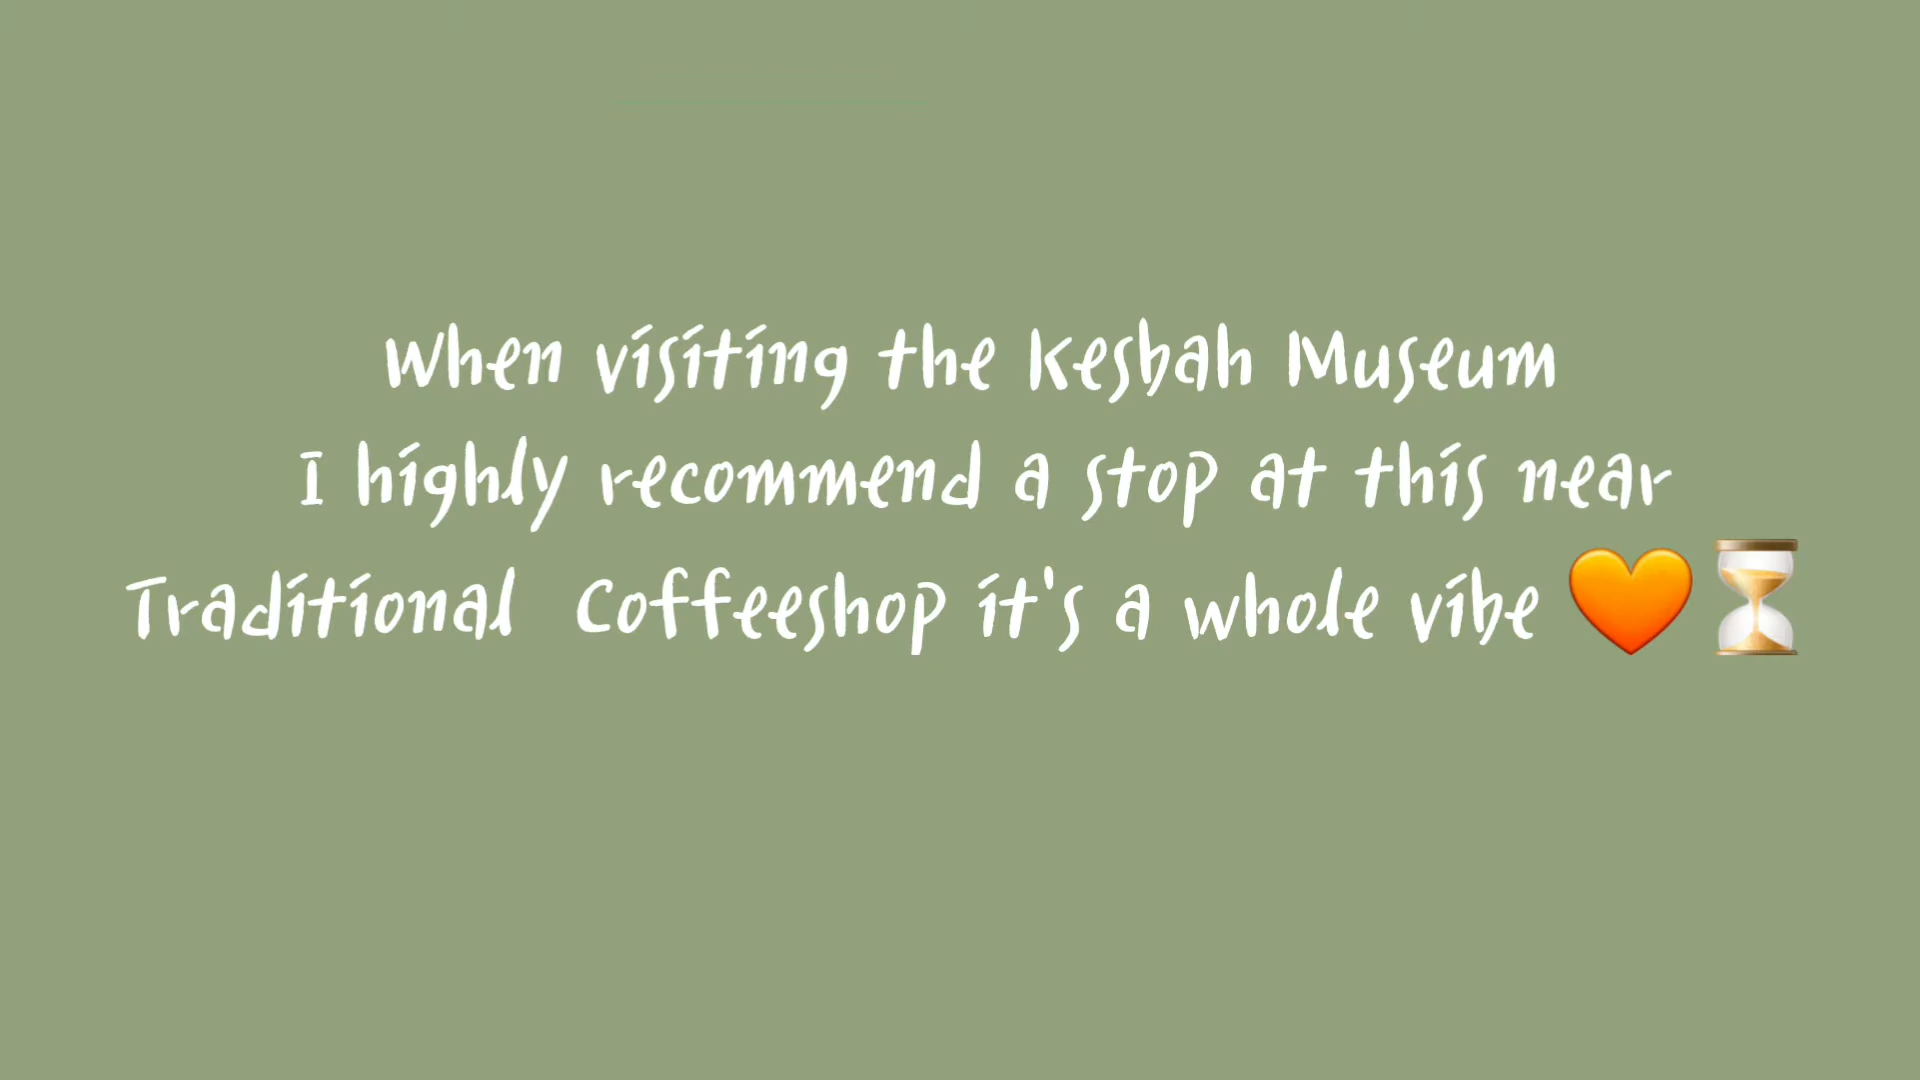 When visiting the Kesbah Museum
I highly recommend a stop at this near
Traditional  Coffeeshop it's a whole vibe 🧡⏳